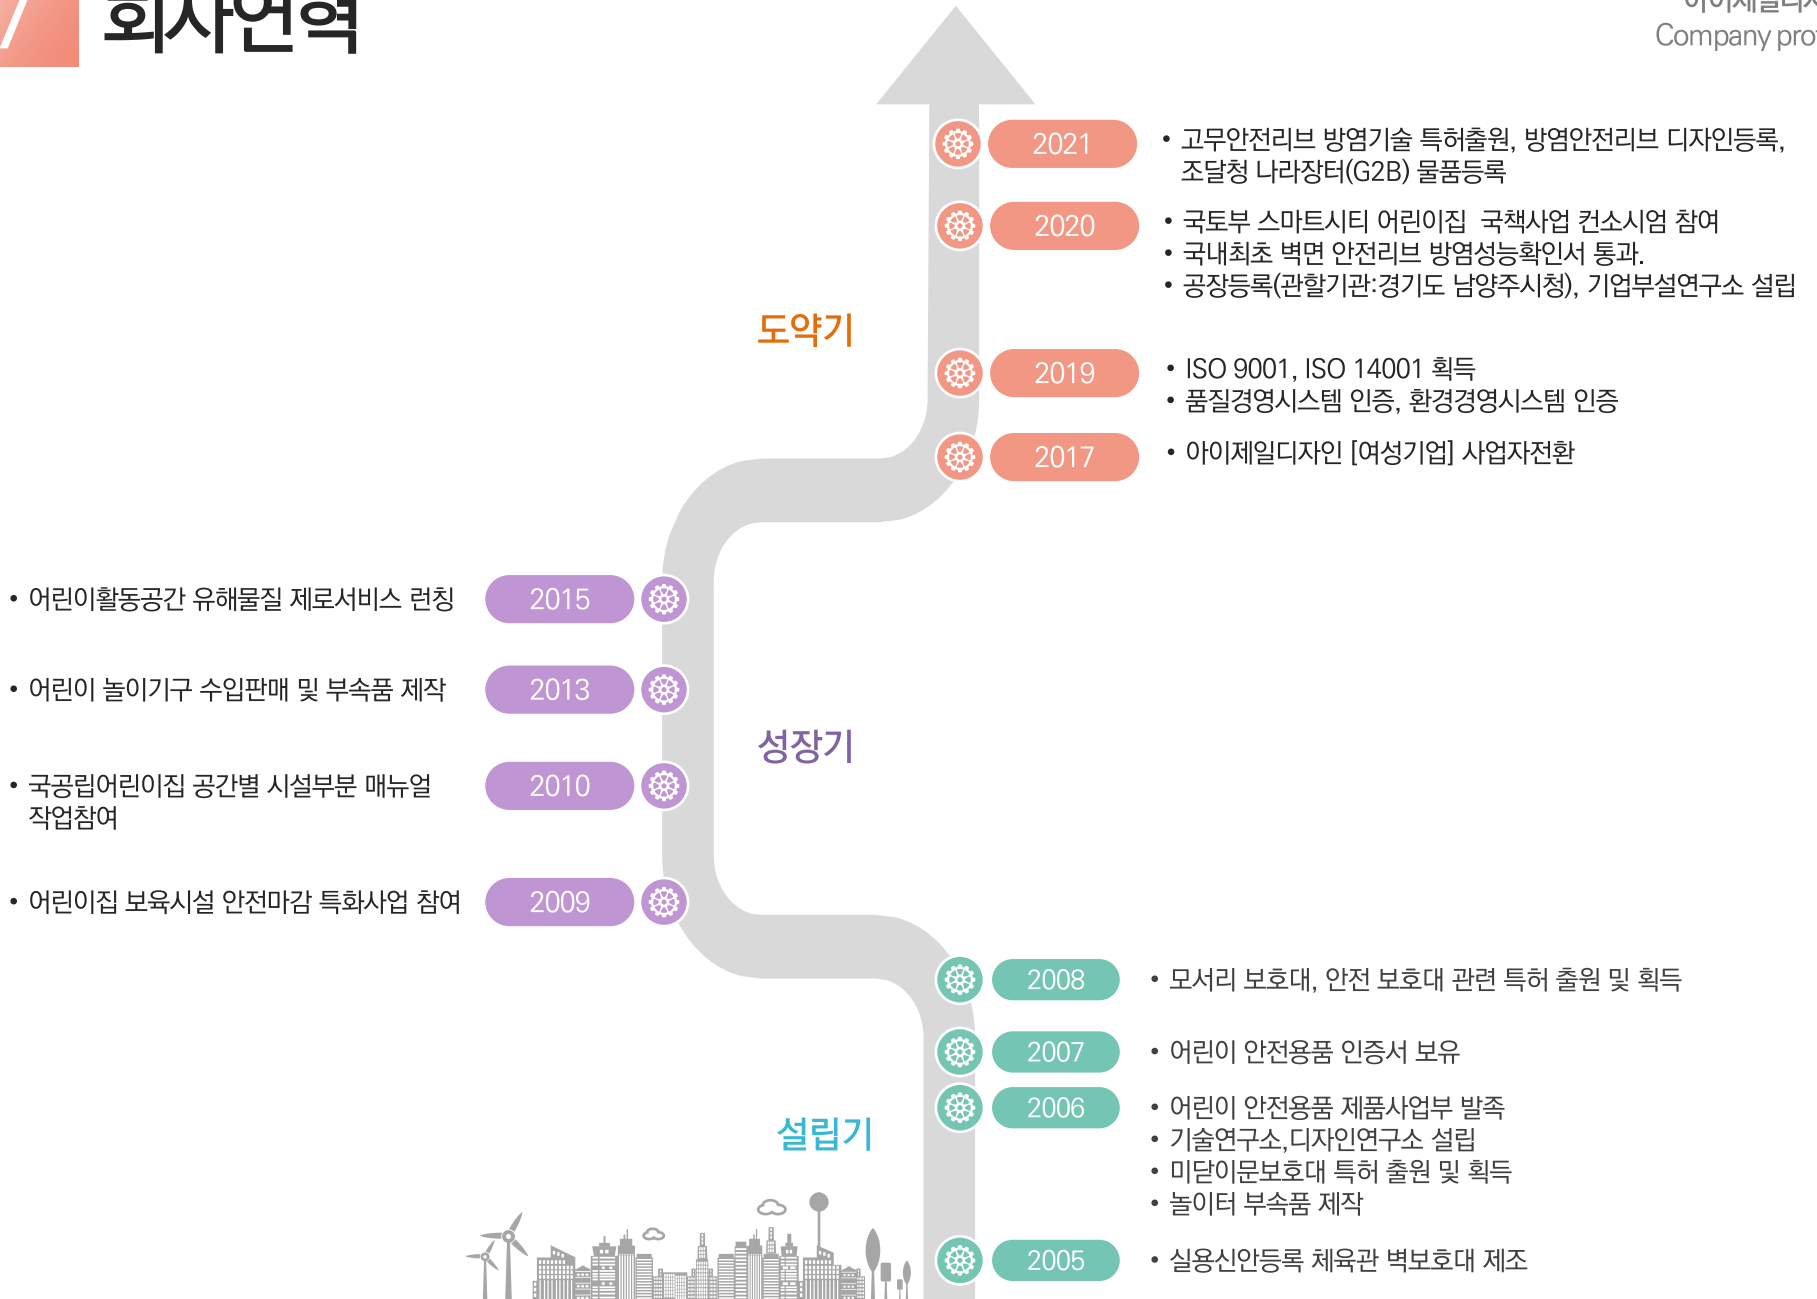 회사연혁
Company
2021
• 고무안전리브 방염기술 특허출원, 방염안전리브 디자인등록,
조달청 나라장터(G2B) 물품등록
2020
• 국토부 스마트시티 어린이집 국책사업 컨소시엄 참여
• 국내최초 벽면 안전리브 방염성능확인서 통과.
• 공장등록(관할기관:경기도 남양주시청), 기업부설연구소 설립
도약기
2019
• ISO 9001, ISO 14001 획득
• 품질경영시스템 인증, 환경경영시스템 인증
2017
• 아이제일디자인 [여성기업] 사업자전환
• 어린이활동공간 유해물질 제로서비스 런칭
2015
• 어린이 놀이기구 수입판매 및 부속품 제작
2013
성장기
• 국공립어린이집 공간별 시설부분 매뉴얼
작업참여
2010
• 어린이집 보육시설 안전마감 특화사업 참여
2009
2008
• 모서리 보호대, 안전 보호대 관련 특허 출원 및 획득
2007
• 어린이 안전용품 인증서 보유
2006
• 어린이 안전용품 제품사업부 발족
• 기술연구소,디자인연구소 설립
• 미닫이문보호대 특허 출원 및 획득
• 놀이터 부속품 제작
설립기
2005
• 실용신안등록 체육관 벽보호대 제조